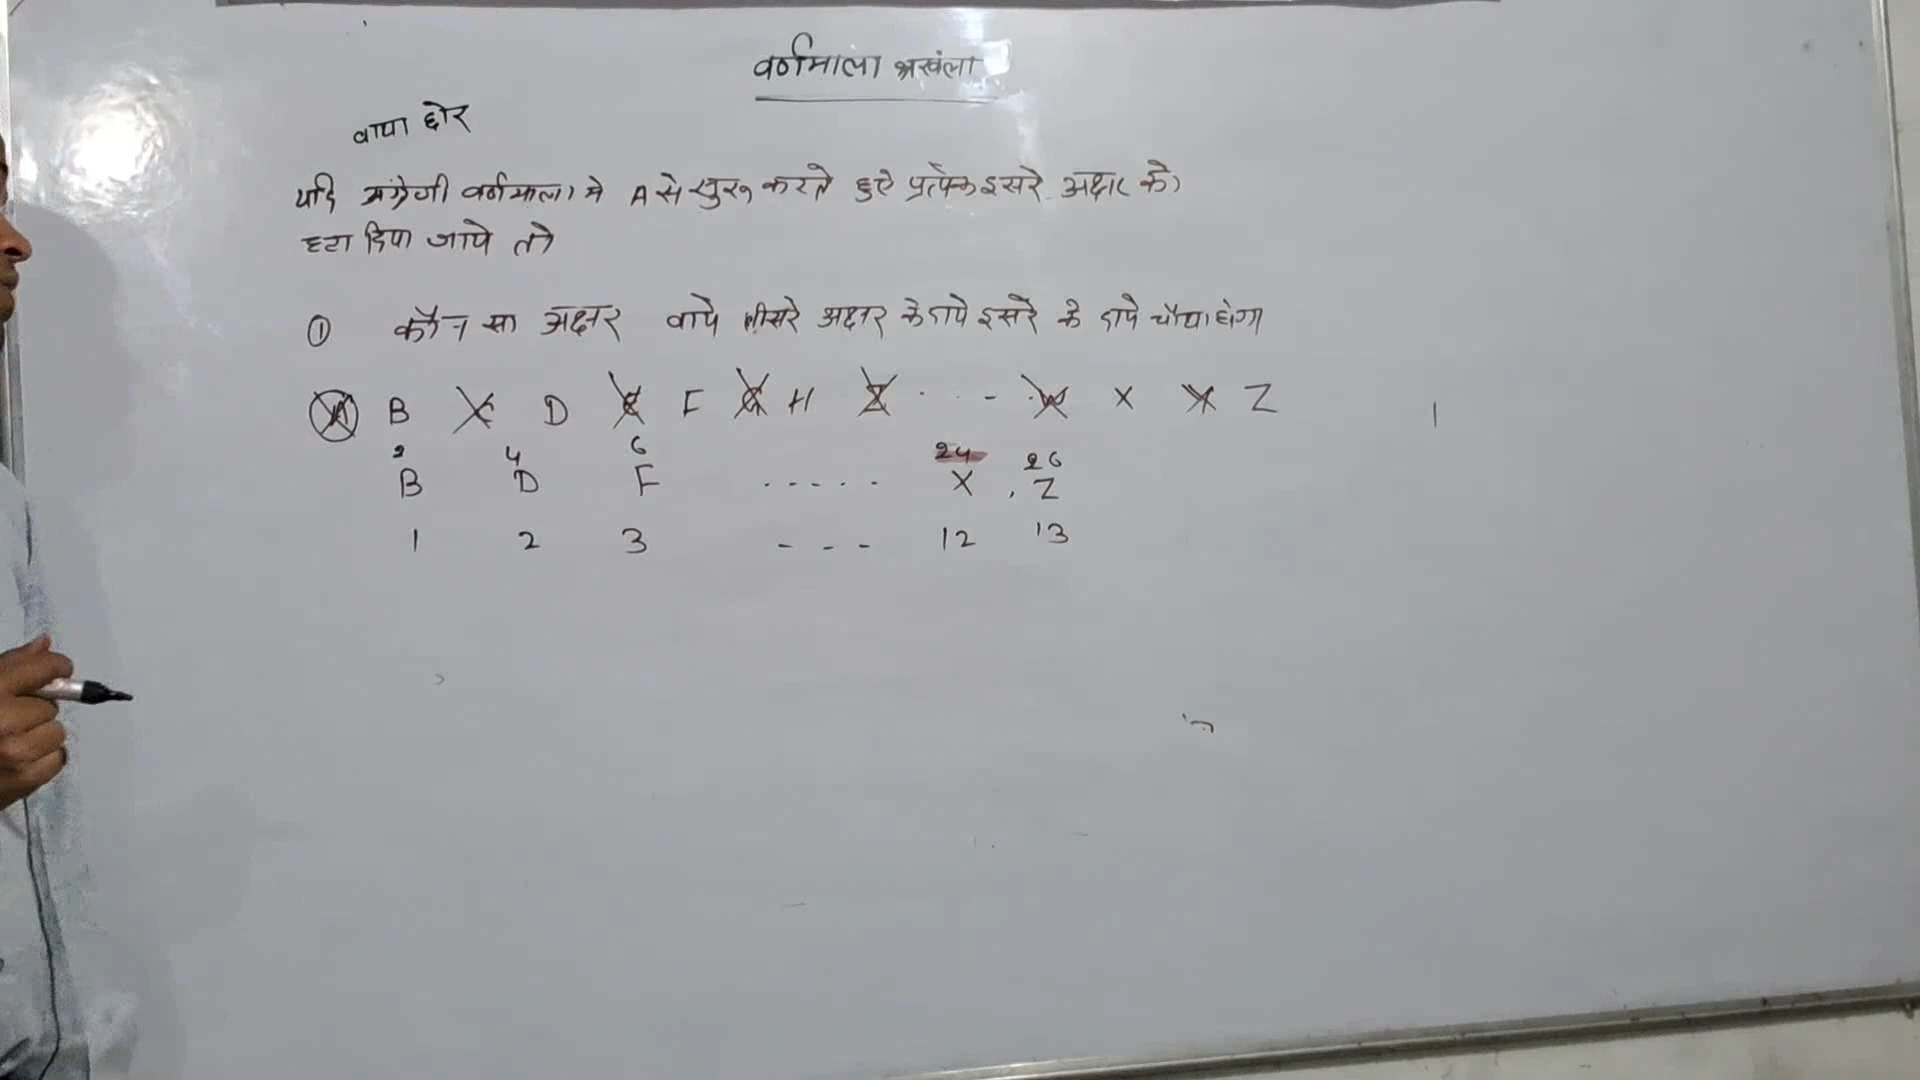 वर्णमाला श्रखंला
वाया छोर
यदि अंग्रेजी वर्णमाला मे A से शुरू करते हुऐ प्रत्येक दुसरे अक्षर को
हटा दिया जाये तो
① कौन सा अक्षर वाये तीसरे अक्षर के दाये दुसरे के दाये चौथा होगा
A B C D E F G H I . . - . W X Y Z
2 4 6 24 26
B D F ...... X , Z
1 2 3 - - - 12 13